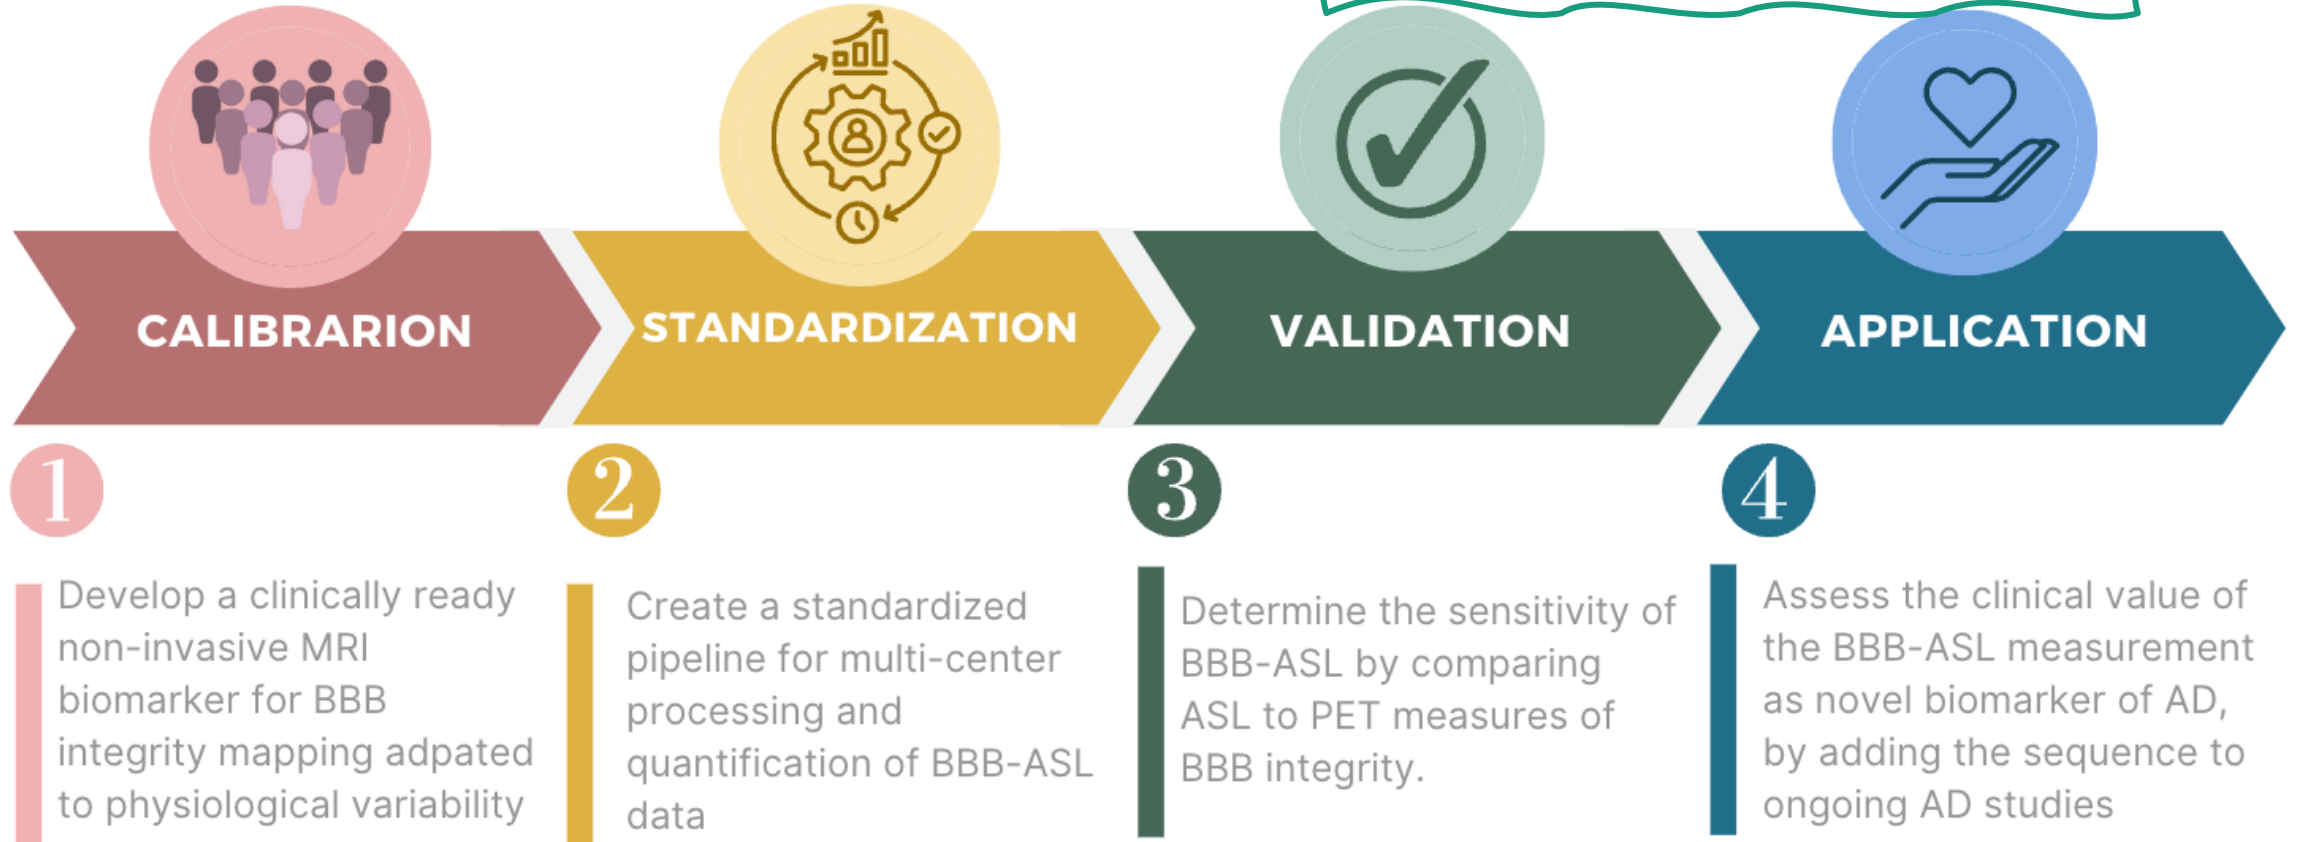 CALIBRARION
STANDARDIZATION
VALIDATION
APPLICATION
1
Develop a clinically ready
non-invasive MRI
biomarker for BBB
integrity mapping adpated
to physiological variability
2
Create a standardized
pipeline for multi-center
processing and
quantification of BBB-ASL
data
3
Determine the sensitivity of
BBB-ASL by comparing
ASL to PET measures of
BBB integrity.
4
Assess the clinical value of
the BBB-ASL measurement
as novel biomarker of AD,
by adding the sequence to
ongoing AD studies